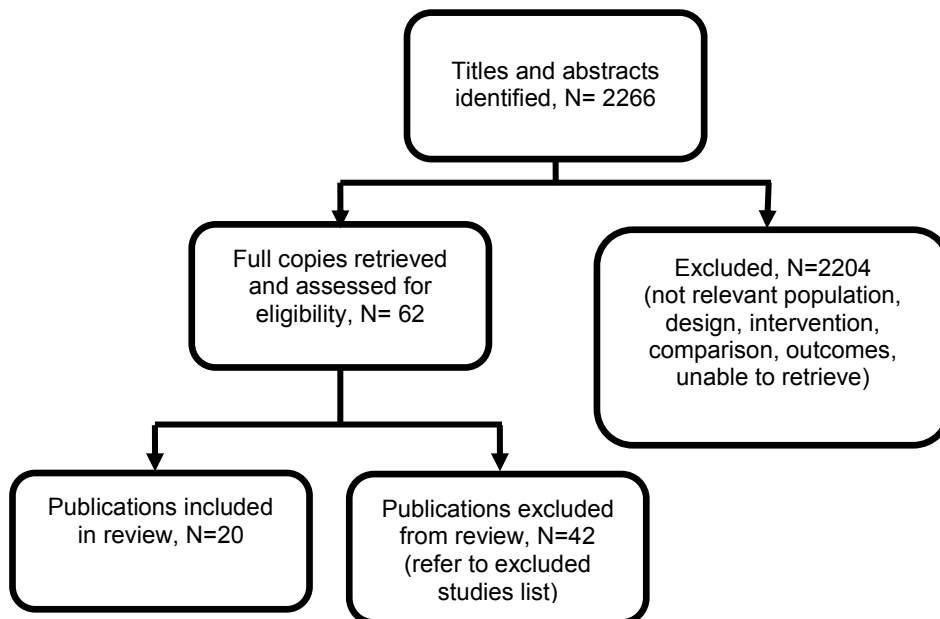 Titles and abstracts
identified, N= 2266
Full copies retrieved
and assessed for
eligibility, N= 62
Excluded, N=2204
(not relevant population,
design, intervention,
comparison, outcomes,
unable to retrieve)
Publications included
in review, N=20
Publications excluded
from review, N=42
(refer to excluded
studies list)